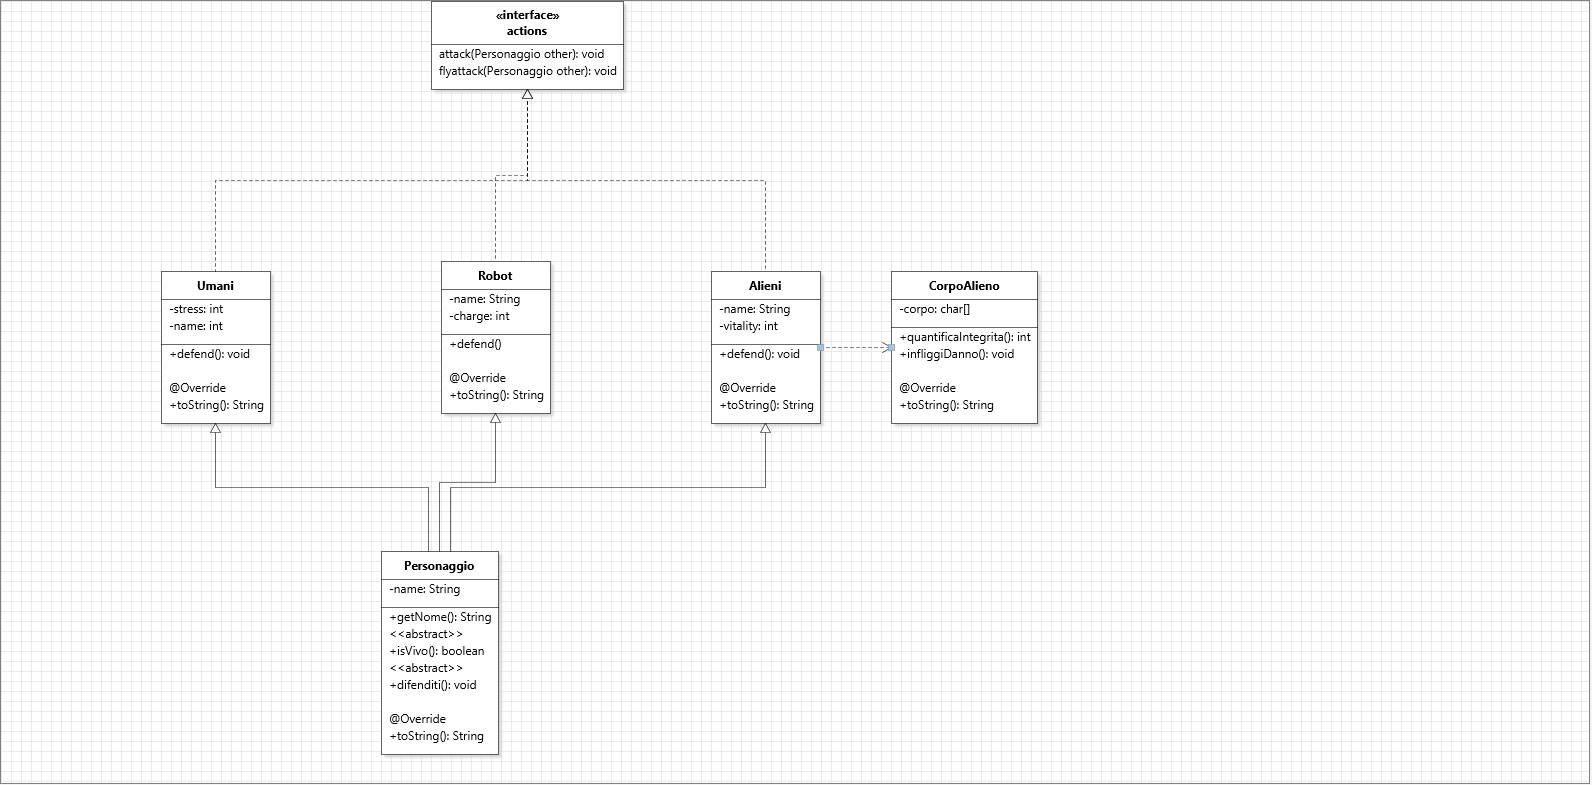 «interface»
actions
attack(Personaggio other): void
flyattack(Personaggio other): void
Umani
-stress: int
-name: int
+defend(): void
@Override
+toString(): String
Robot
-name: String
-charge: int
+defend()
@Override
+toString(): String
Alieni
-name: String
-vitality: int
+defend(): void
@Override
+toString(): String
CorpoAlieno
-corpo: char[]
+quantificaIntegrita(): int
+infliggiDanno(): void
@Override
+toString(): String
Personaggio
-name: String
+getNome(): String
<<abstract>>
+isVivo(): boolean
<<abstract>>
+difenditi(): void
@Override
+toString(): String